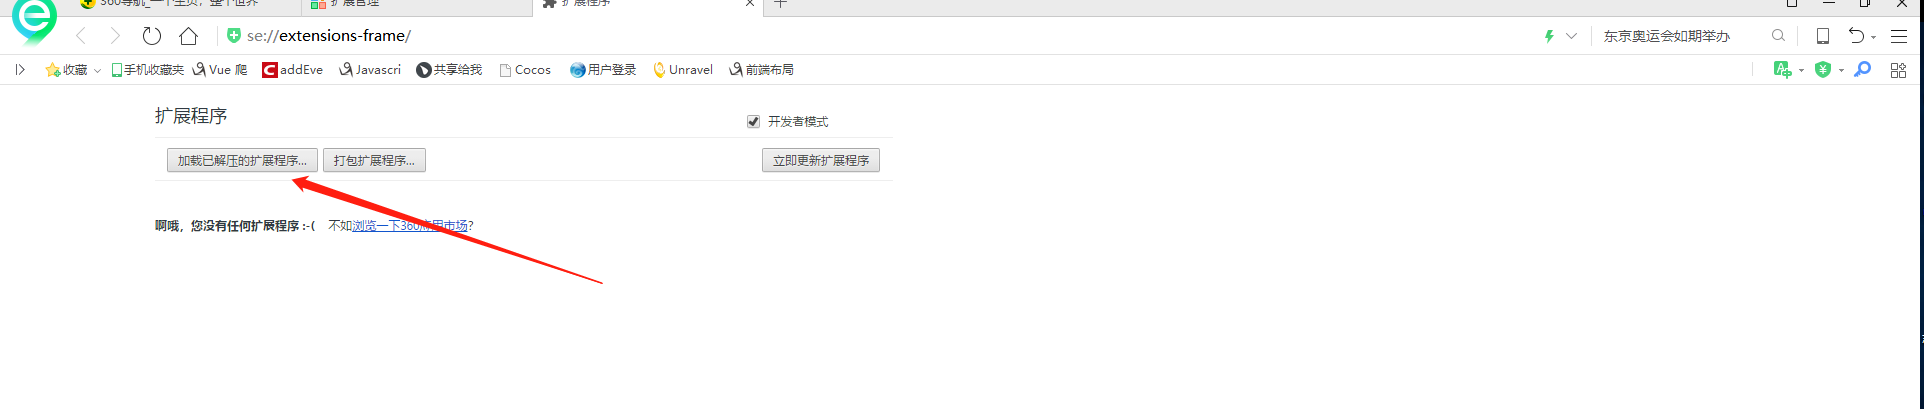 360导航_一个主页，整个世界
扩展管理
扩展程序
se://extensions-frame/
东京奥运会如期举办
收藏
手机收藏夹
Vue 爬
addEve
Javascri
共享给我
Cocos
用户登录
Unravel
前端布局
扩展程序
开发者模式
加载已解压的扩展程序...
打包扩展程序...
立即更新扩展程序
啊哦，您没有任何扩展程序 :-( 不如浏览一下360应用市场?